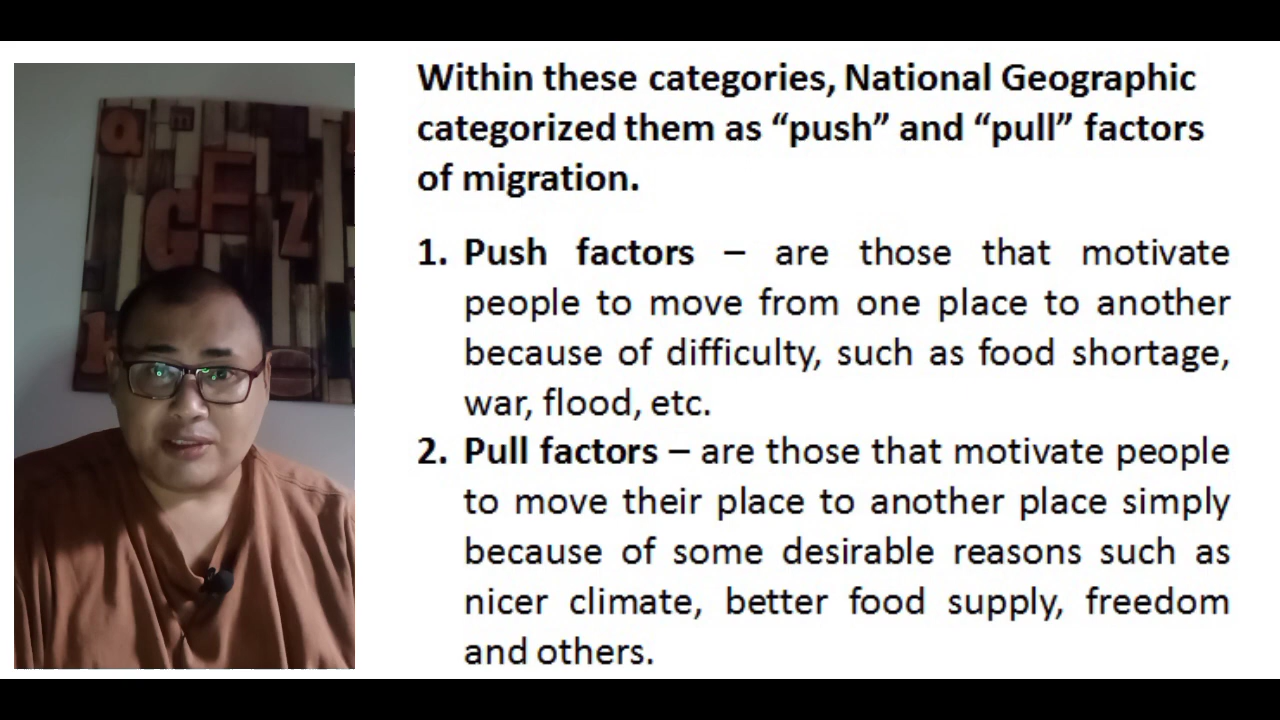 Within these categories, National Geographic
categorized them as “push” and “pull” factors
of migration.
1. Push factors – are those that motivate
people to move from one place to another
because of difficulty, such as food shortage,
war, flood, etc.
2. Pull factors – are those that motivate people
to move their place to another place simply
because of some desirable reasons such as
nicer climate, better food supply, freedom
and others.